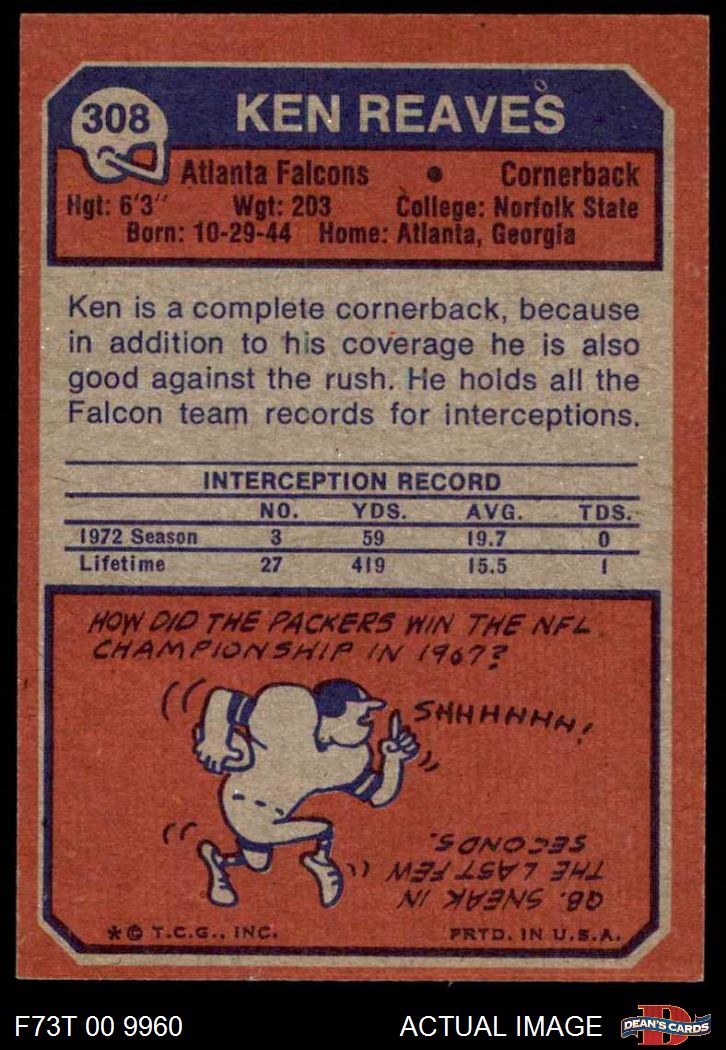 308
KEN REAVES
Atlanta Falcons • Cornerback
Hgt: 6'3" Wgt: 203 College: Norfolk State
Born: 10-29-44 Home: Atlanta, Georgia
Ken is a complete cornerback, because
in addition to his coverage he is also
good against the rush. He holds all the
Falcon team records for interceptions.
INTERCEPTION RECORD
NO. YDS. AVG. TDS.
1972 Season 3 59 19.7 0
Lifetime 27 419 15.5 1
HOW DID THE PACKERS WIN THE NFL
CHAMPIONSHIP IN 1967?
SHHHHHH!
QB. SNEAK IN
THE LAST FEW
SECONDS.
* © T.C.G., INC. PRTD. IN U.S.A.
F73T 00 9960 ACTUAL IMAGE
D
DEAN'S CARDS